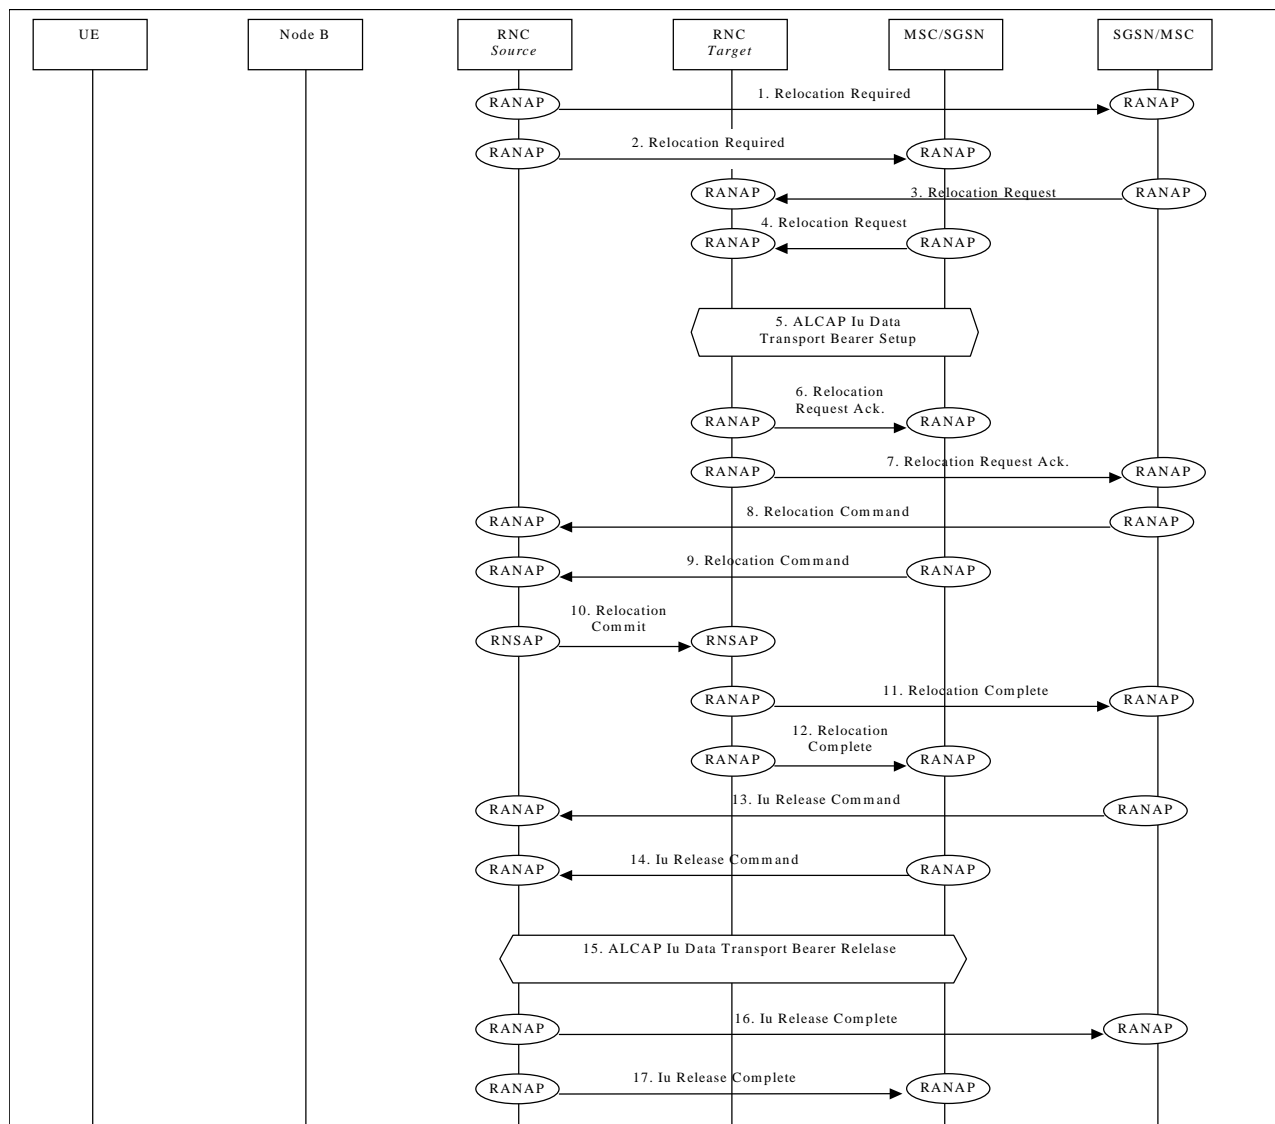 UE
Node B
RNC
Source
RNC
Target
MSC/SGSN
SGSN/MSC
1. Relocation Required
RANAP
RANAP
2. Relocation Required
RANAP
RANAP
RANAP
3. Relocation Request
RANAP
4. Relocation Request
RANAP
RANAP
5. ALCAP Iu Data
Transport Bearer Setup
6. Relocation
Request Ack.
RANAP
RANAP
7. Relocation Request Ack.
RANAP
RANAP
8. Relocation Command
RANAP
RANAP
9. Relocation Command
RANAP
RANAP
10. Relocation
Commit
RNSAP
RNSAP
11. Relocation Complete
RANAP
RANAP
12. Relocation
Complete
RANAP
RANAP
13. Iu Release Command
RANAP
RANAP
14. Iu Release Command
RANAP
RANAP
15. ALCAP Iu Data Transport Bearer Relelase
16. Iu Release Complete
RANAP
RANAP
17. Iu Release Complete
RANAP
RANAP